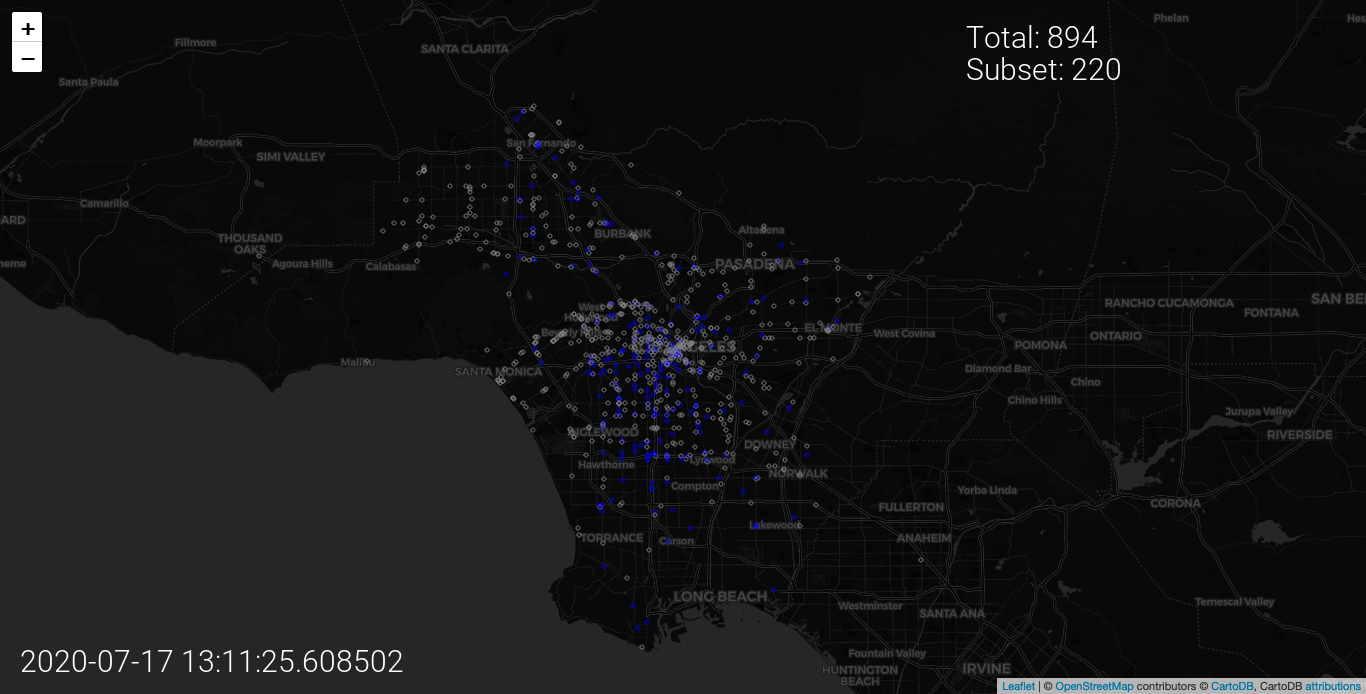 +
−
Total: 894
Subset: 220
Phelan
Fillmore
SANTA CLARITA
Santa Paula
Moorpark
San Fernando
SIMI VALLEY
Camarillo
ARD
BURBANK
Altadena
THOUSAND
OAKS
Agoura Hills
Calabasas
PASADENA
SAN BE
RANCHO CUCAMONGA
FONTANA
EL MONTE
West Covina
ONTARIO
POMONA
Malibu
SANTA MONICA
Diamond Bar
Chino
Chino Hills
Jurupa Valley
RIVERSIDE
INGLEWOOD
DOWNEY
Hawthorne
Lynwood
NORWALK
Compton
Yorba Linda
FULLERTON
CORONA
Lakewood
TORRANCE
Carson
ANAHEIM
LONG BEACH
Westminster
SANTA ANA
Temescal Valley
Fountain Valley
HUNTINGTON
BEACH
IRVINE
2020-07-17 13:11:25.608502
Leaflet | © OpenStreetMap contributors © CartoDB, CartoDB attributions